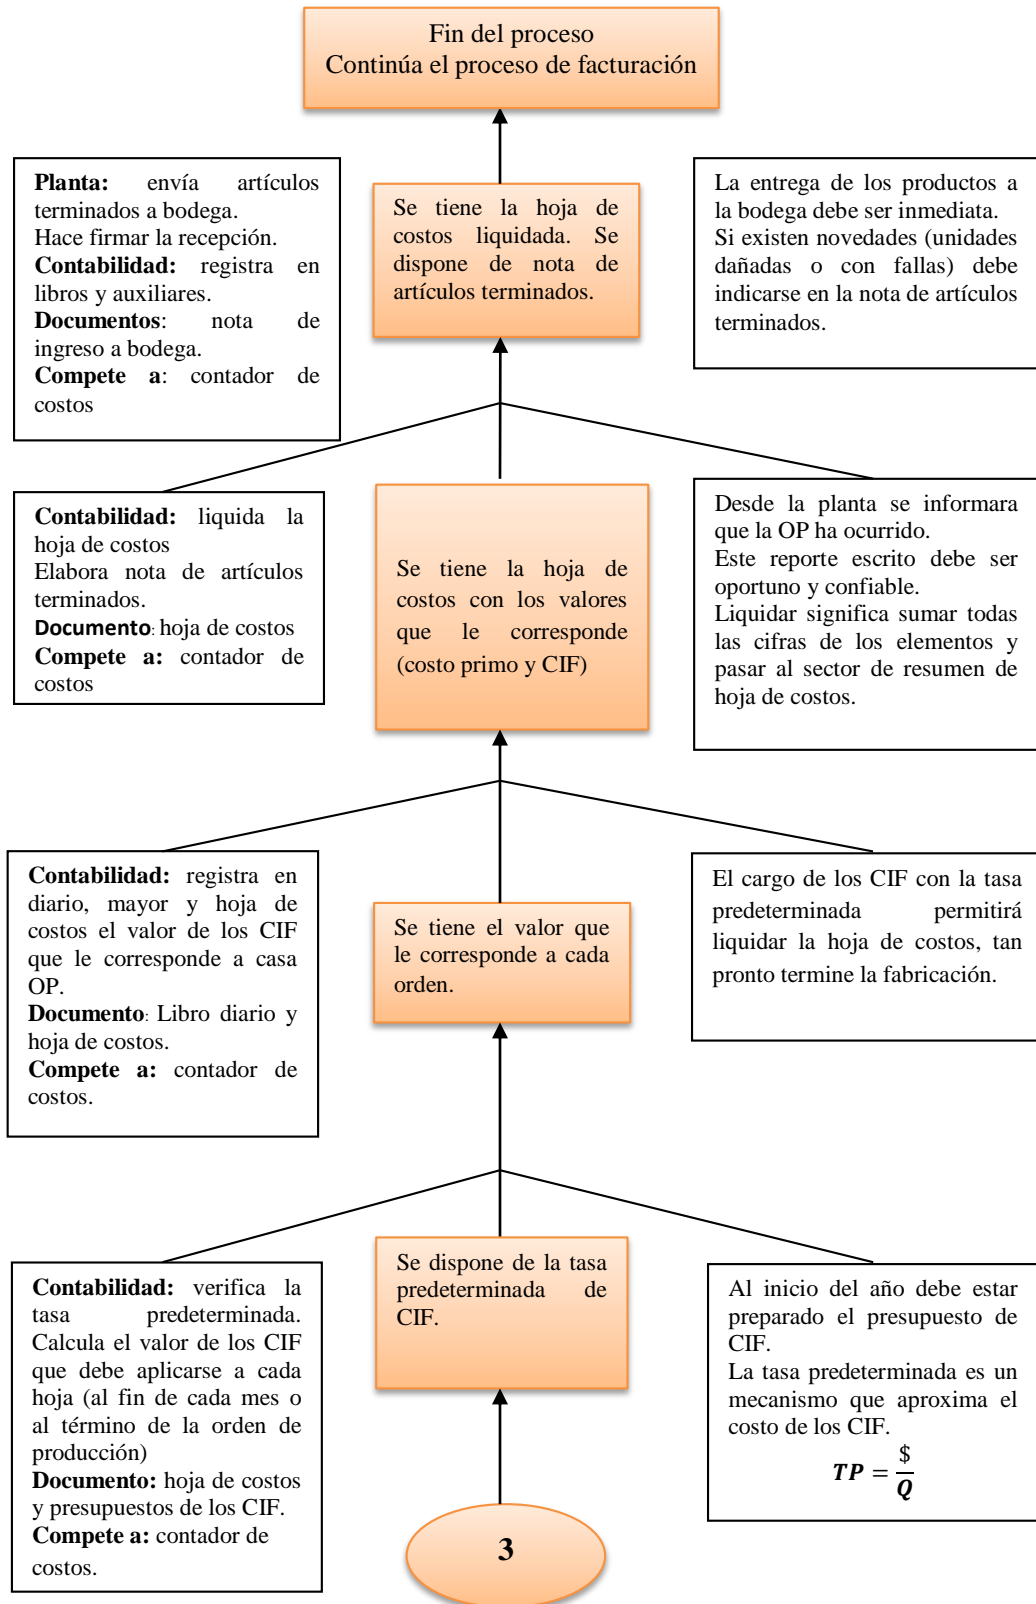 Fin del proceso
Continúa el proceso de facturación
Planta: envía artículos
terminados a bodega.
Hace firmar la recepción.
Contabilidad: registra en
libros y auxiliares.
Documentos: nota de
ingreso a bodega.
Compete a: contador de
costos
Se tiene la hoja de
costos liquidada. Se
dispone de nota de
artículos terminados.
La entrega de los productos a
la bodega debe ser inmediata.
Si existen novedades (unidades
dañadas o con fallas) debe
indicarse en la nota de artículos
terminados.
Contabilidad: liquida la
hoja de costos
Elabora nota de artículos
terminados.
Documento: hoja de costos
Compete a: contador de
costos
Se tiene la hoja de
costos con los valores
que le corresponde
(costo primo y CIF)
Desde la planta se informara
que la OP ha ocurrido.
Este reporte escrito debe ser
oportuno y confiable.
Liquidar significa sumar todas
las cifras de los elementos y
pasar al sector de resumen de
hoja de costos.
Contabilidad: registra en
diario, mayor y hoja de
costos el valor de los CIF
que le corresponde a casa
OP.
Documento: Libro diario y
hoja de costos.
Compete a: contador de
costos.
Se tiene el valor que
le corresponde a cada
orden.
El cargo de los CIF con la tasa
predeterminada permitirá
liquidar la hoja de costos, tan
pronto termine la fabricación.
Contabilidad: verifica la
tasa predeterminada.
Calcula el valor de los CIF
que debe aplicarse a cada
hoja (al fin de cada mes o
al término de la orden de
producción)
Documento: hoja de costos
y presupuestos de los CIF.
Compete a: contador de
costos.
Se dispone de la tasa
predeterminada de
CIF.
Al inicio del año debe estar
preparado el presupuesto de
CIF.
La tasa predeterminada es un
mecanismo que aproxima el
costo de los CIF.
TP = $/Q
3